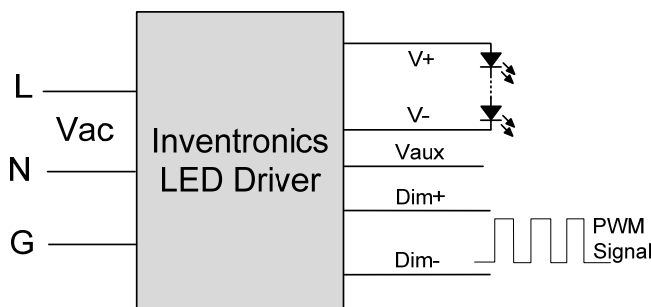 L
Vac
N
G
Inventronics
LED Driver
V+
V-
Vaux
Dim+
Dim-
PWM
Signal